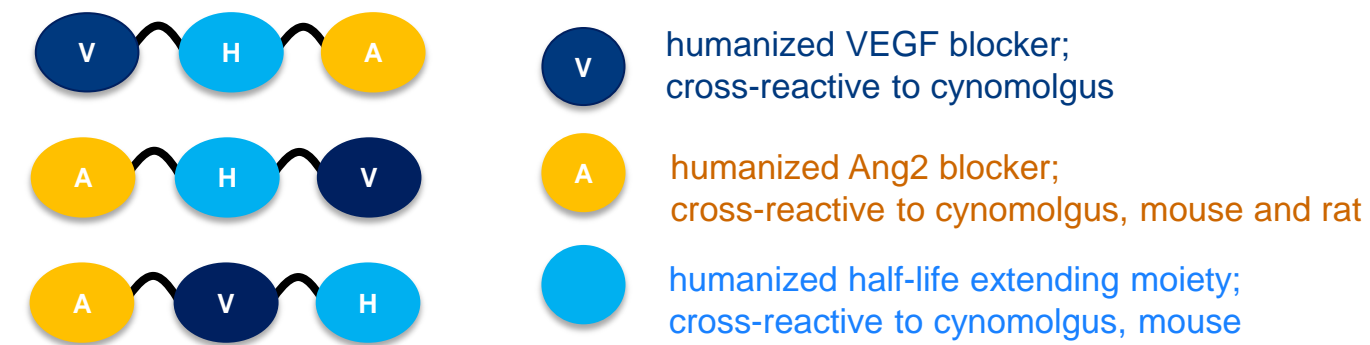 V H A
V
humanized VEGF blocker;
cross-reactive to cynomolgus
A H V
A
humanized Ang2 blocker;
cross-reactive to cynomolgus, mouse and rat
A V H
humanized half-life extending moiety;
cross-reactive to cynomolgus, mouse